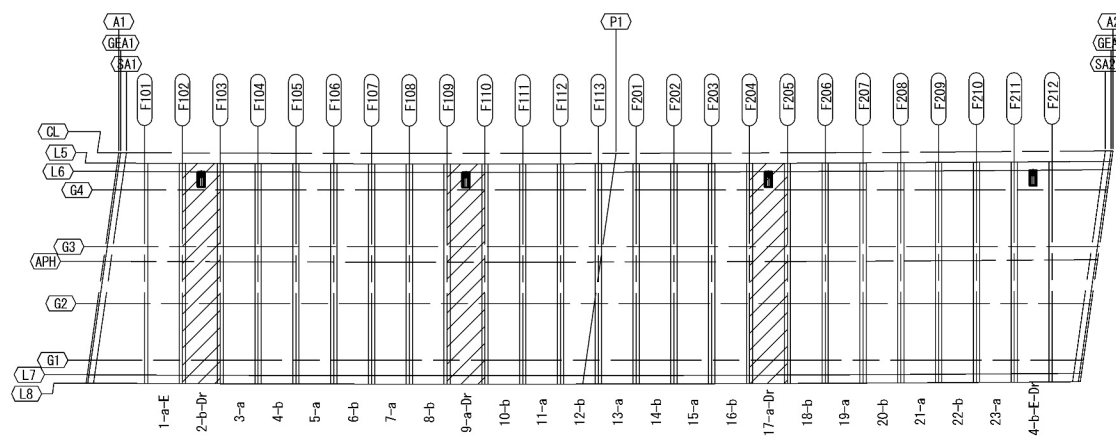 A1
P1
A2
GEA1
GEA
SA1
SA2
F101
F102
F103
F104
F105
F106
F107
F108
F109
F110
F111
F112
F113
F201
F202
F203
F204
F205
F206
F207
F208
F209
F210
F211
F212
CL
L5
L6
G4
G3
APH
G2
G1
L7
L8
1-a-E
2-b-Dr
3-a
4-b
5-a
6-b
7-a
8-b
9-a-Dr
10-b
11-a
12-b
13-a
14-b
15-a
16-b
17-a-Dr
18-b
19-a
20-b
21-a
22-b
23-a
4-b-E-Dr